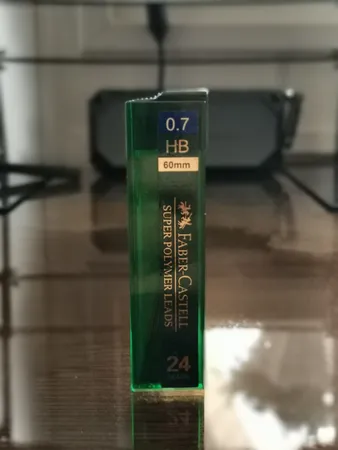 0.7
HB
60mm
FABER-CASTELL
SUPER POLYMER LEADS
24